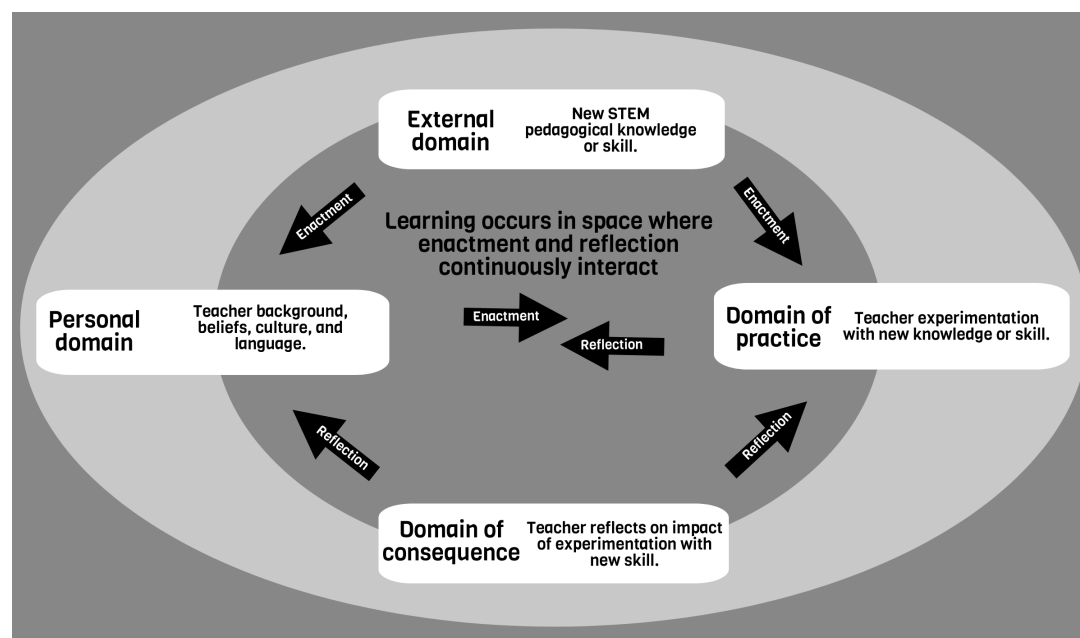 External
domain
New STEM
pedagogical knowledge
or skill.
Enactment
Enactment
Learning occurs in space where
enactment and reflection
continuously interact
Personal
domain
Teacher background,
beliefs, culture, and
language.
Enactment
Reflection
Domain of
practice
Teacher experimentation
with new knowledge or skill.
Reflection
Reflection
Domain of
consequence
Teacher reflects on impact
of experimentation with
new skill.